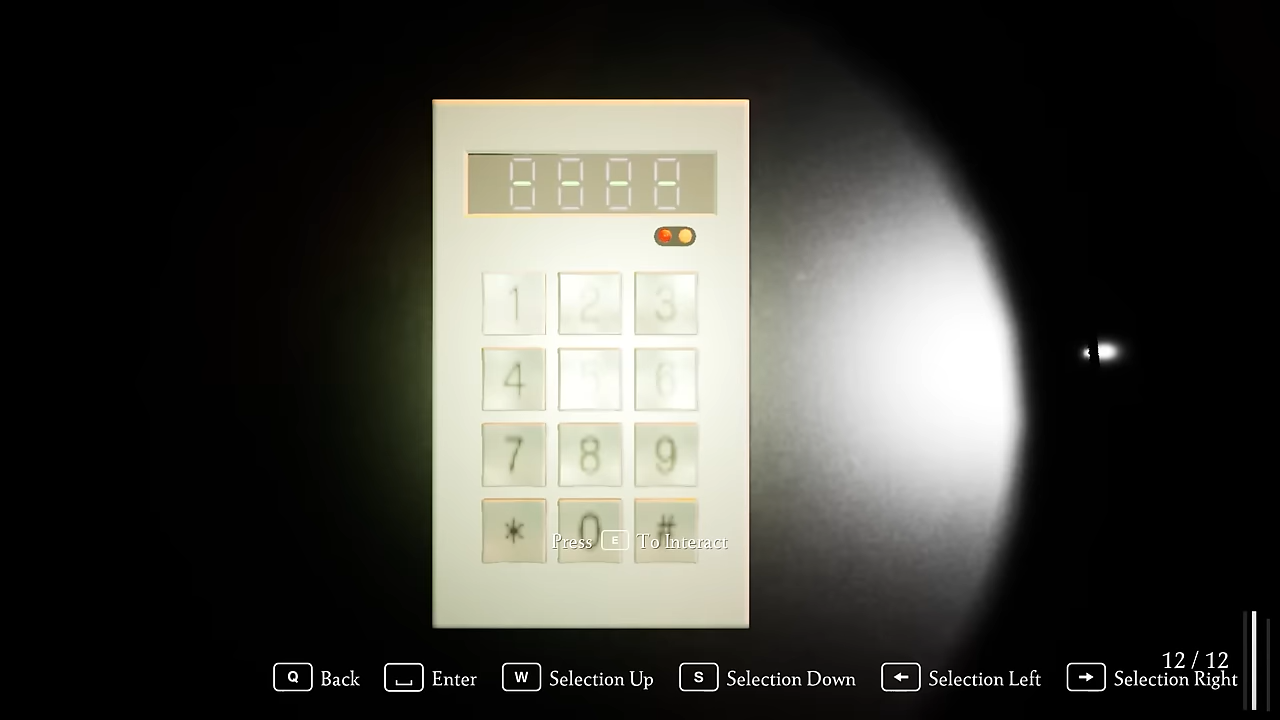 - - - -
1 2 3
4 5 6
7 8 9
* 0 #
Press E To Interact
12 / 12
Q Back Enter W Selection Up S Selection Down ← Selection Left → Selection Right